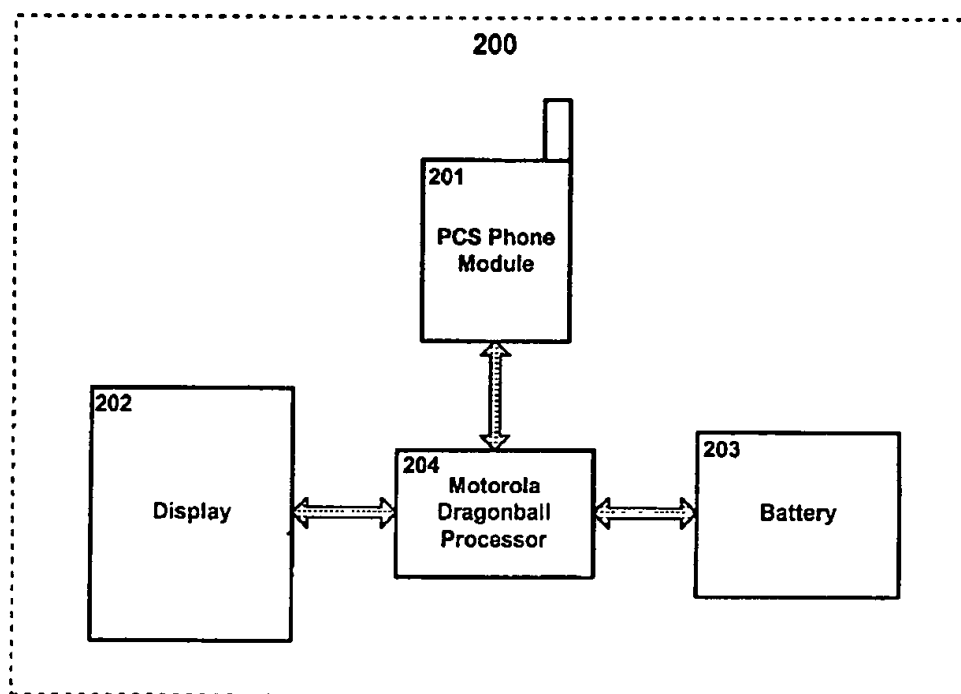 200
201
PCS Phone
Module
202
Display
204
Motorola
Dragonball
Processor
203
Battery